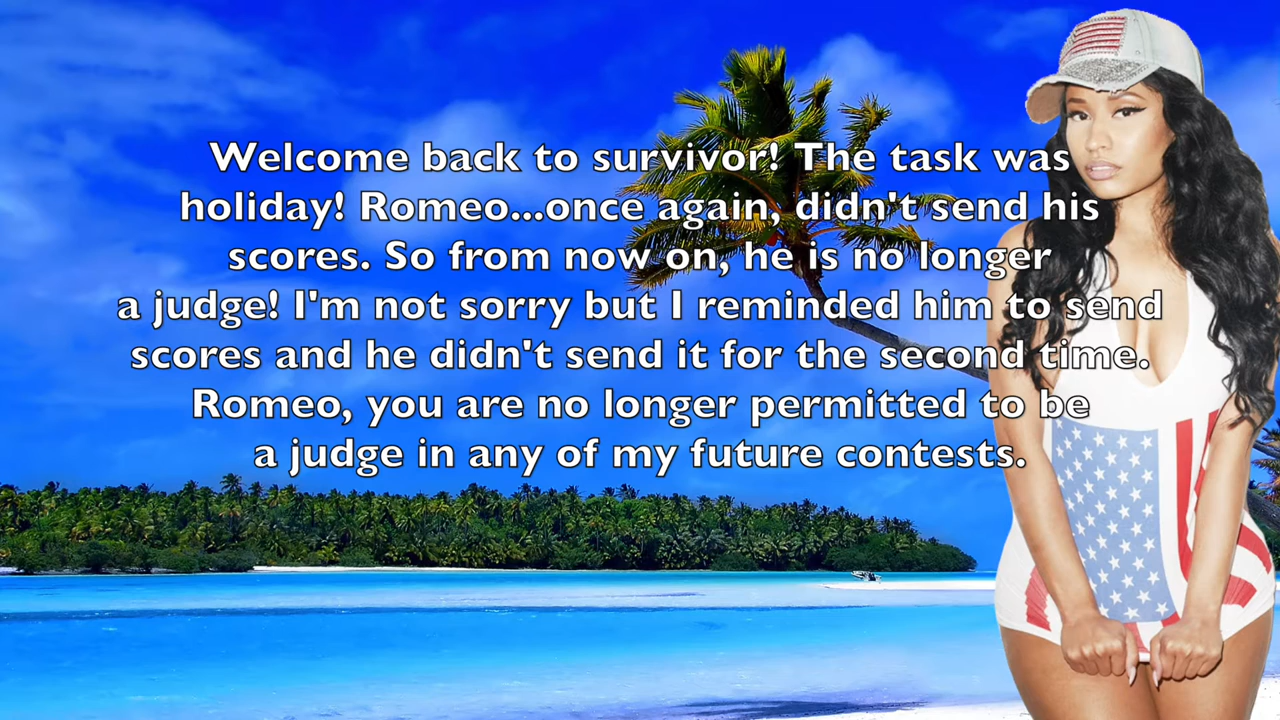 Welcome back to survivor! The task was
holiday! Romeo...once again, didn't send his
scores. So from now on, he is no longer
a judge! I'm not sorry but I reminded him to send
scores and he didn't send it for the second time.
Romeo, you are no longer permitted to be
a judge in any of my future contests.